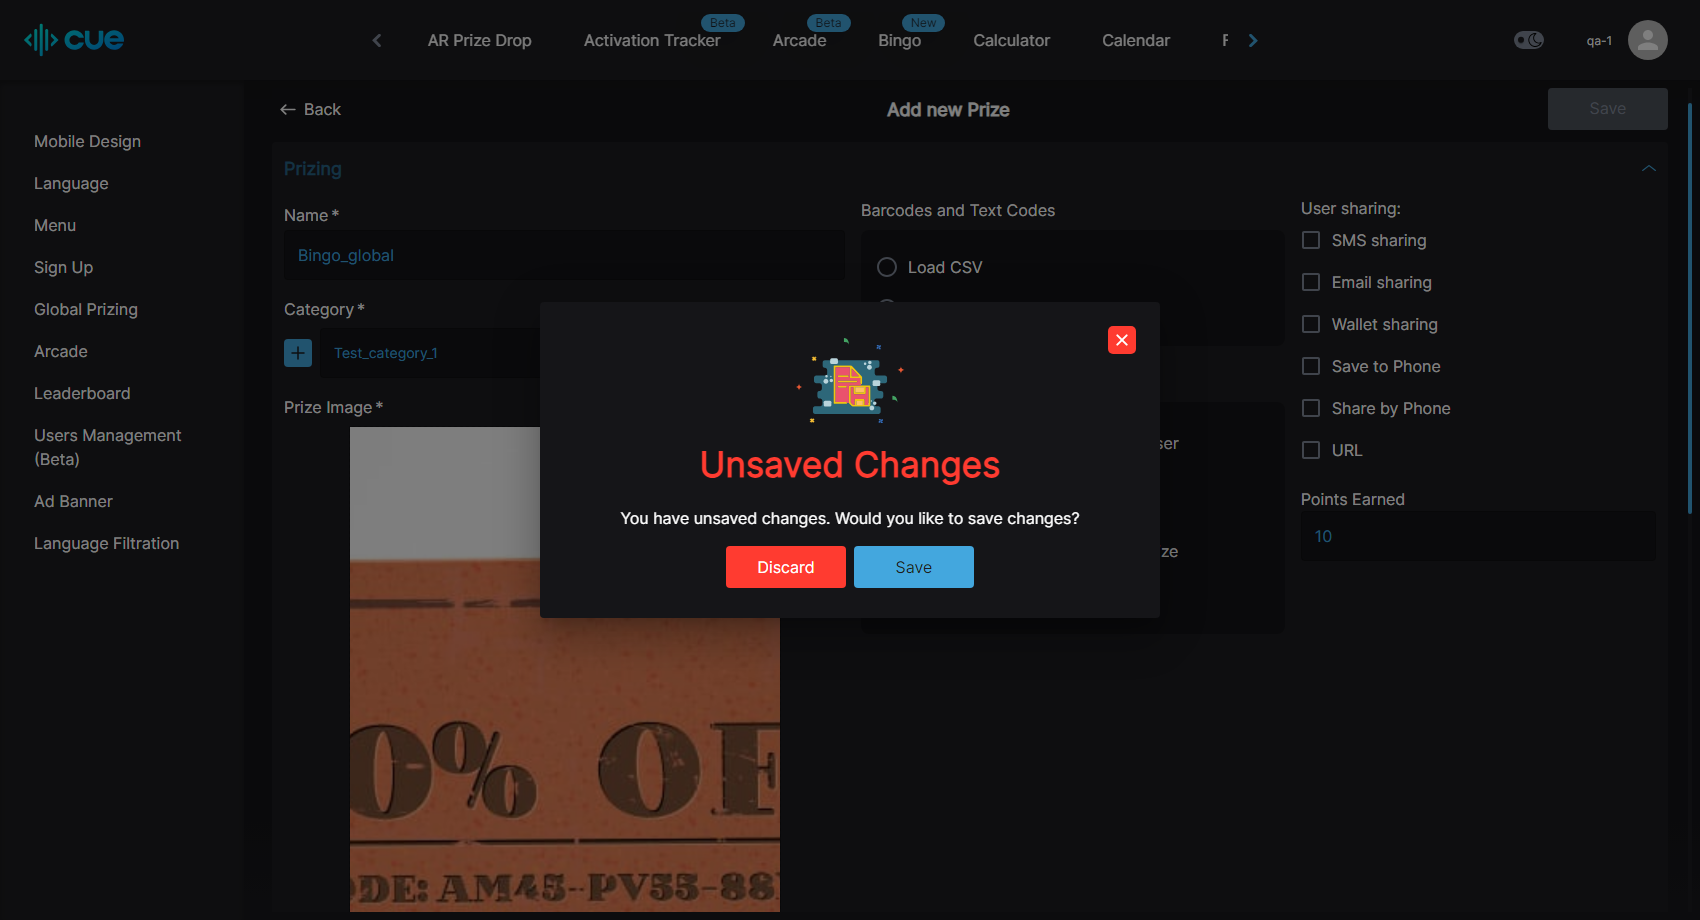 cue
AR Prize Drop
Activation Tracker
Beta
Arcade
Beta
Bingo
New
Calculator
Calendar
qa-1
Mobile Design
Language
Menu
Sign Up
Global Prizing
Arcade
Leaderboard
Users Management
(Beta)
Ad Banner
Language Filtration
Back
Add new Prize
Save
Prizing
Name*
Bingo_global
Category*
Test_category_1
Prize Image*
0% OF
ODE: AM45-PV55-88
Barcodes and Text Codes
Load CSV
ser
ze
User sharing:
SMS sharing
Email sharing
Wallet sharing
Save to Phone
Share by Phone
URL
Points Earned
10
Unsaved Changes
You have unsaved changes. Would you like to save changes?
Discard
Save